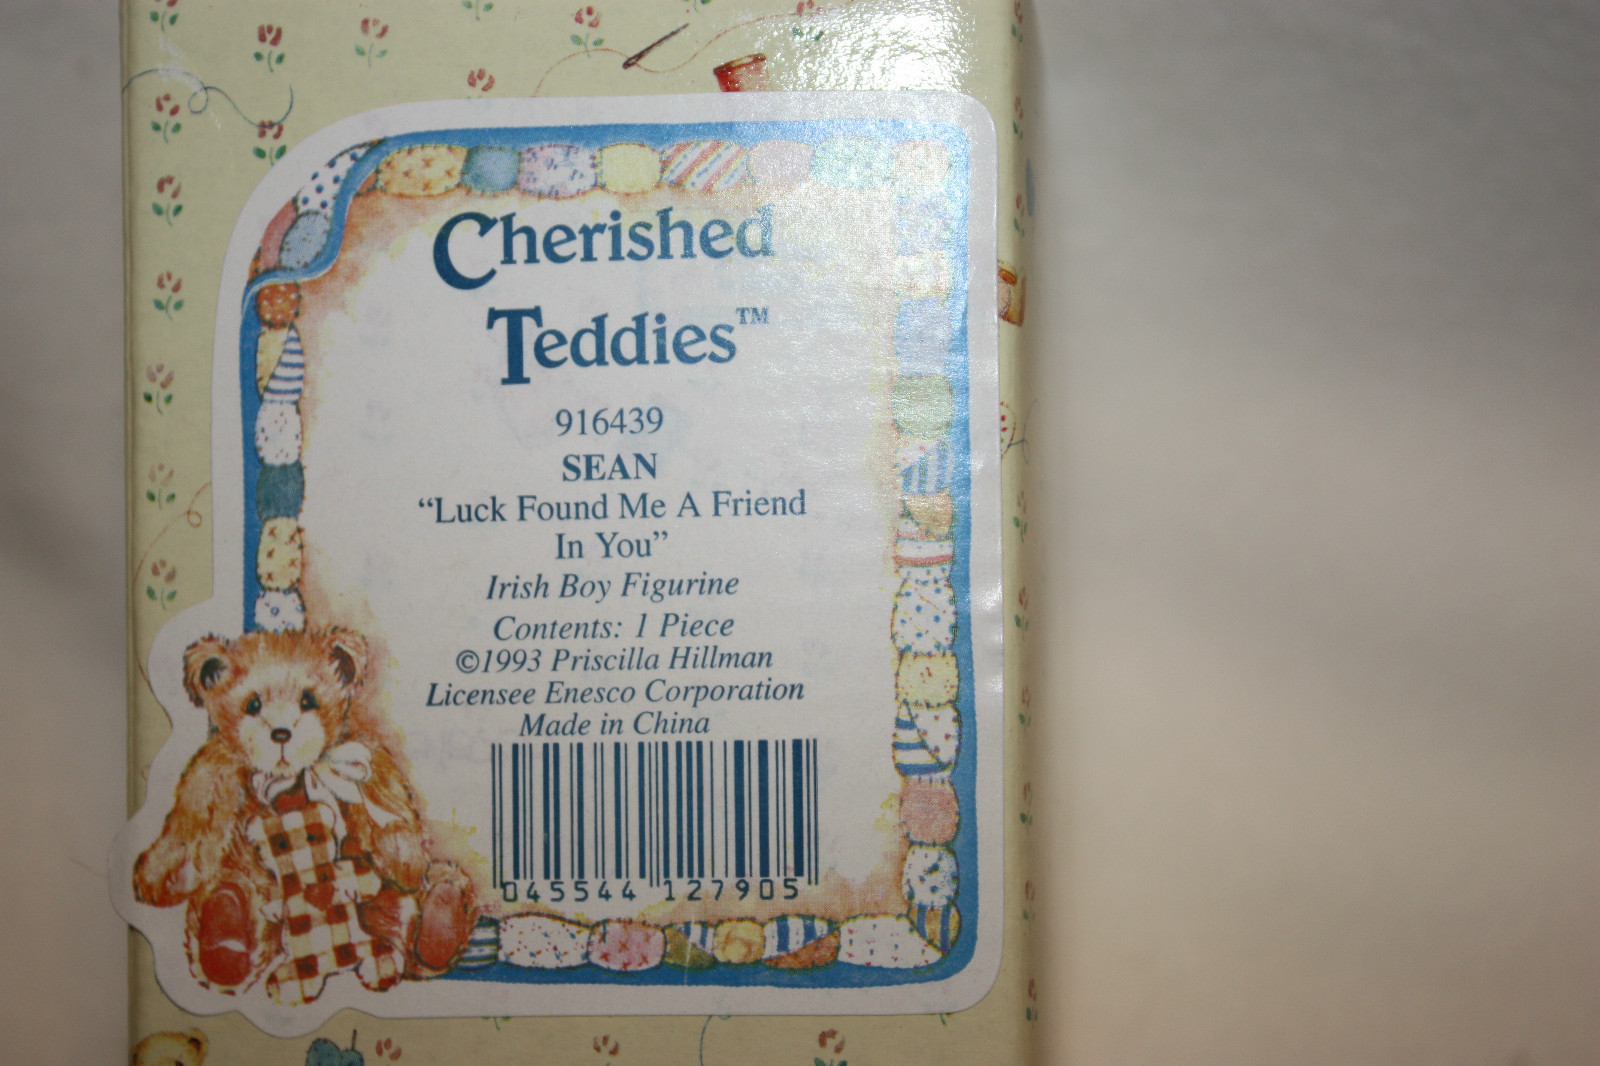 Cherished
Teddies™
916439
SEAN
“Luck Found Me A Friend
In You”
Irish Boy Figurine
Contents: 1 Piece
©1993 Priscilla Hillman
Licensee Enesco Corporation
Made in China
045544 127905